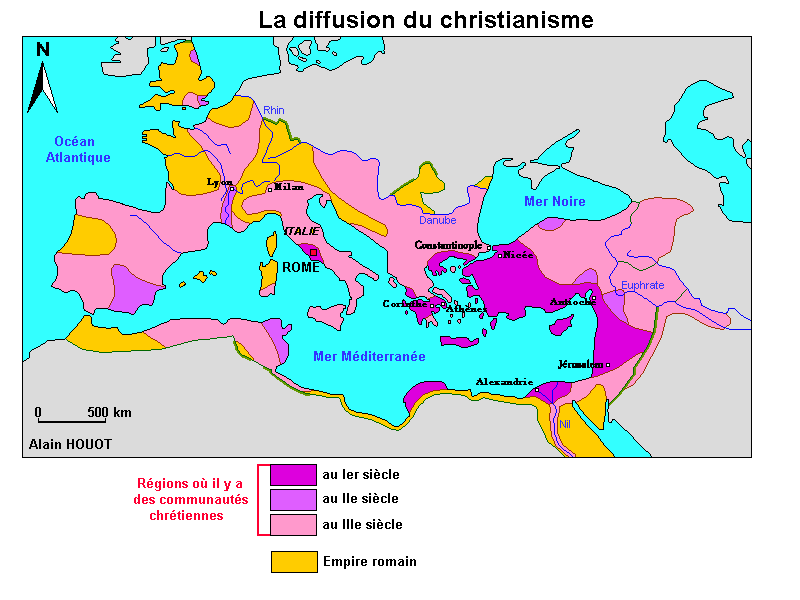 La diffusion du christianisme
N
Rhin
Océan
Atlantique
Lyon
Milan
Mer Noire
Danube
ITALIE
Constantinople
Nicée
ROME
Euphrate
Corinthe
Athènes
Antioche
Mer Méditerranée
Jérusalem
Alexandrie
0 500 km
Nil
Alain HOUOT
Régions où il y a
des communautés
chrétiennes
au Ier siècle
au IIe siècle
au IIIe siècle
Empire romain